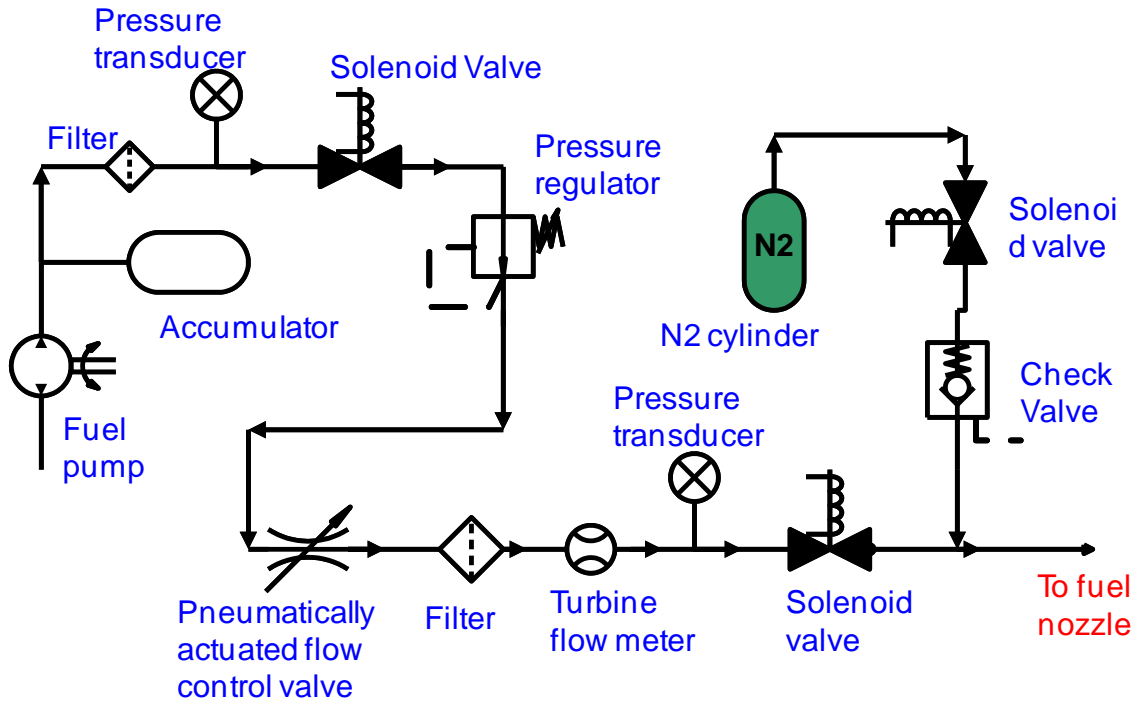 Pressure
transducer
Solenoid Valve
Filter
Pressure
regulator
Solenoi
d valve
N2
Accumulator
N2 cylinder
Check
Valve
Pressure
transducer
Fuel
pump
To fuel
nozzle
Pneumatically
actuated flow
control valve
Filter
Turbine
flow meter
Solenoid
valve